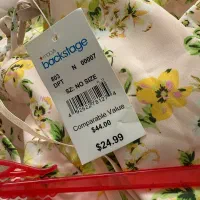 macys
backstage
803 N 00007
DPT
SZ: NO SIZE
Comparable Value
$44.00
$24.99